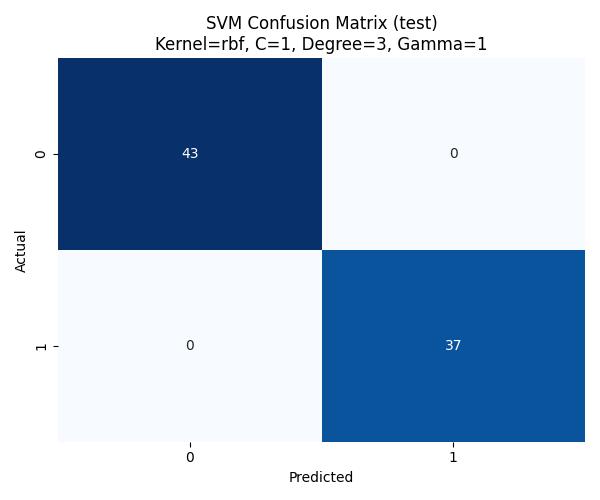 SVM Confusion Matrix (test)
Kernel=rbf, C=1, Degree=3, Gamma=1
Actual
0
43
0
1
0
37
0
1
Predicted